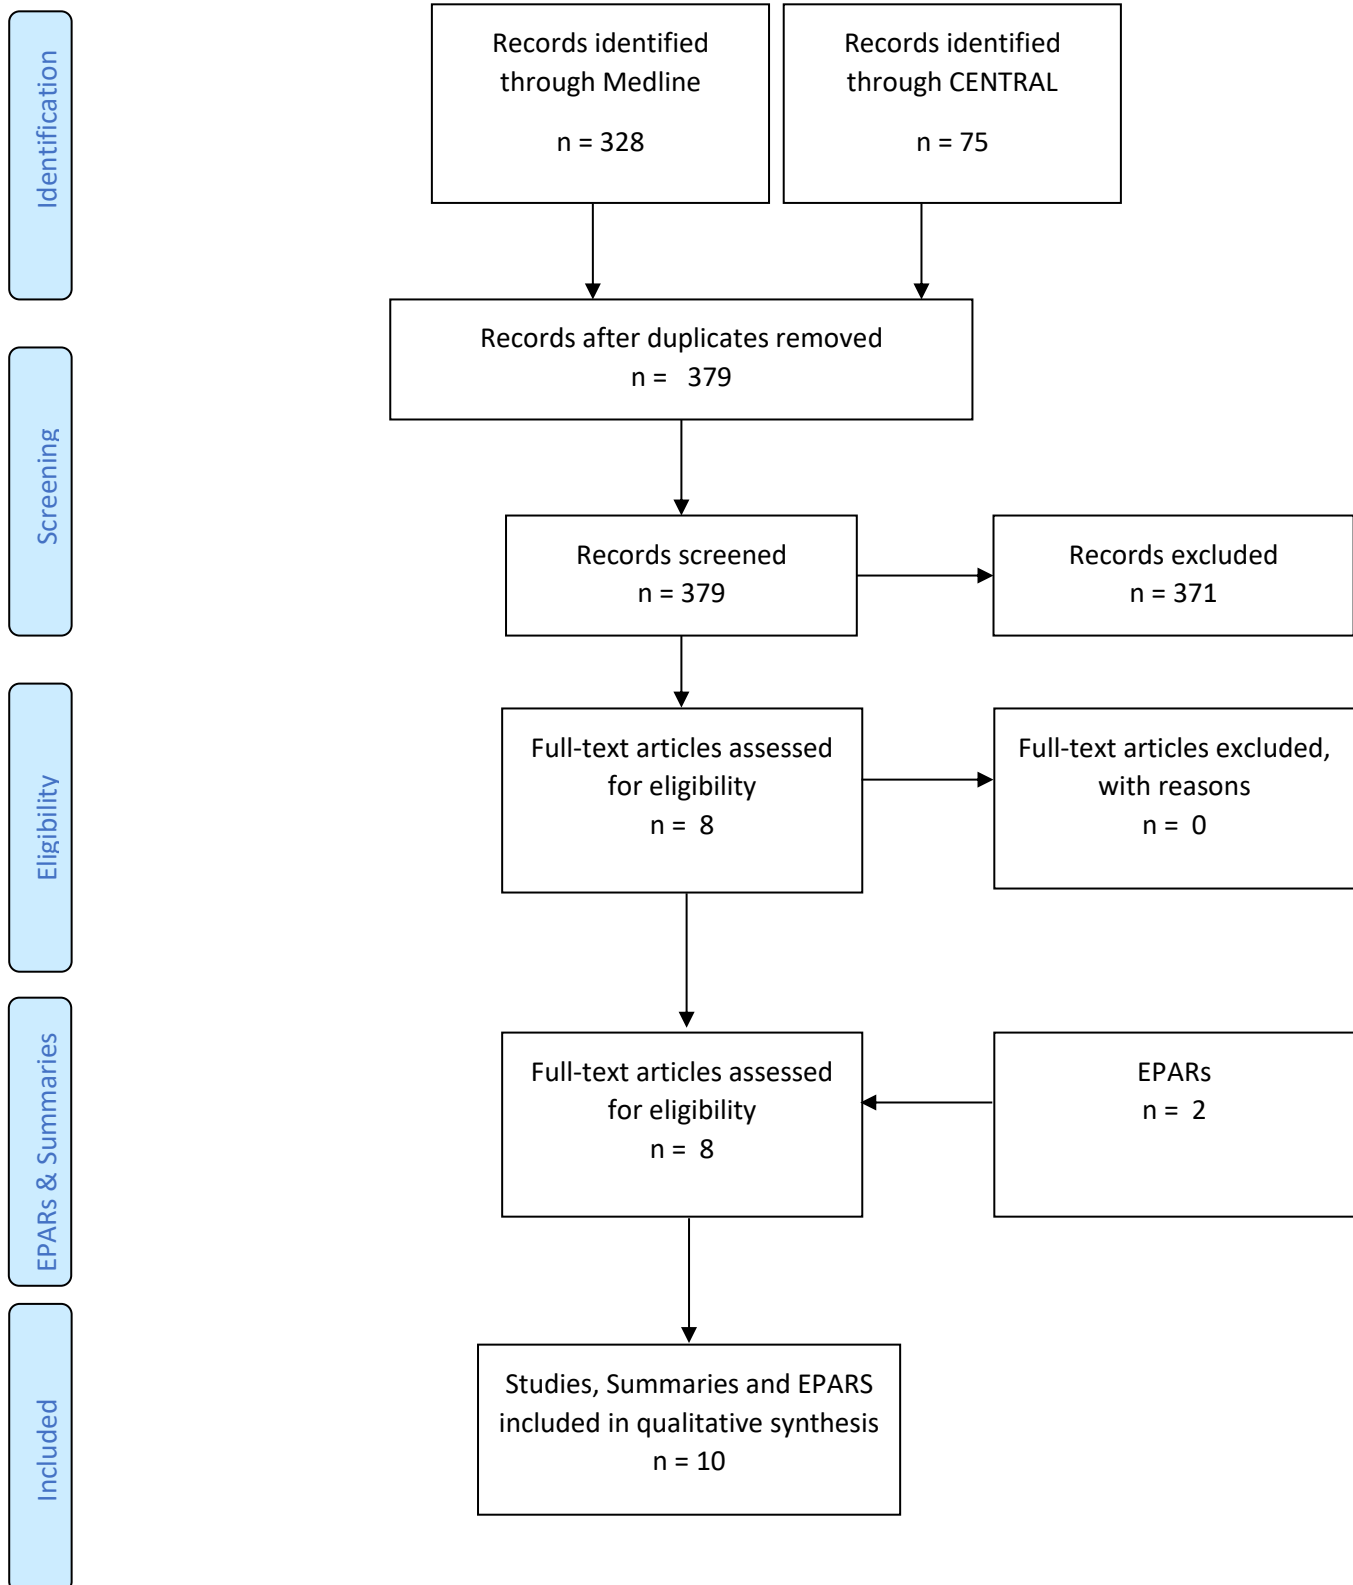 Identification
Records identified
through Medline
n = 328
Records identified
through CENTRAL
n = 75
Records after duplicates removed
n = 379
Screening
Records screened
n = 379
Records excluded
n = 371
Eligibility
Full-text articles assessed
for eligibility
n = 8
Full-text articles excluded,
with reasons
n = 0
EPARs & Summaries
Full-text articles assessed
for eligibility
n = 8
EPARs
n = 2
Included
Studies, Summaries and EPARS
included in qualitative synthesis
n = 10